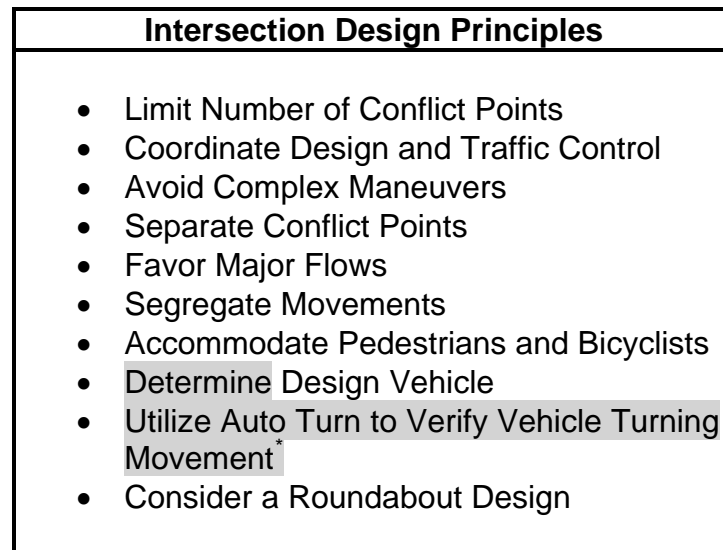 Intersection Design Principles
• Limit Number of Conflict Points
• Coordinate Design and Traffic Control
• Avoid Complex Maneuvers
• Separate Conflict Points
• Favor Major Flows
• Segregate Movements
• Accommodate Pedestrians and Bicyclists
• Determine Design Vehicle
• Utilize Auto Turn to Verify Vehicle Turning
Movement*
• Consider a Roundabout Design